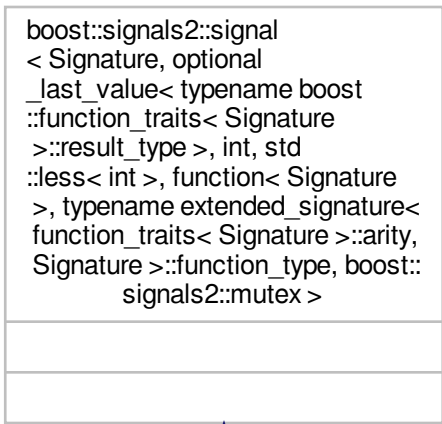 boost::signals2::signal
< Signature, optional
_last_value< typename boost
::function_traits< Signature
>::result_type >, int, std
::less< int >, function< Signature
>, typename extended_signature<
function_traits< Signature >::arity,
Signature >::function_type, boost::
signals2::mutex >